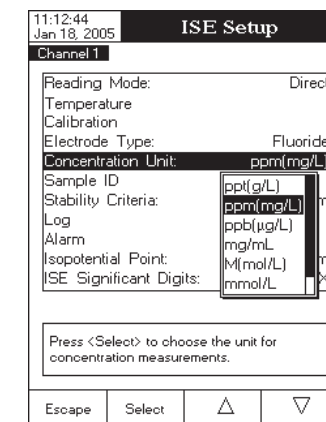 11:12:44
Jan 18, 2005
ISE Setup
Channel 1
Reading Mode: Direct
Temperature
Calibration
Electrode Type: Fluoride
Concentration Unit: ppm(mg/L)
Sample ID
Stability Criteria:
Log
Alarm
Isopotential Point:
ISE Significant Digits:
ppt(g/L)
ppm(mg/L)
ppb(µg/L)
mg/mL
M(mol/L)
mmol/L
Press <Select> to choose the unit for
concentration measurements.
Escape Select △ ▽